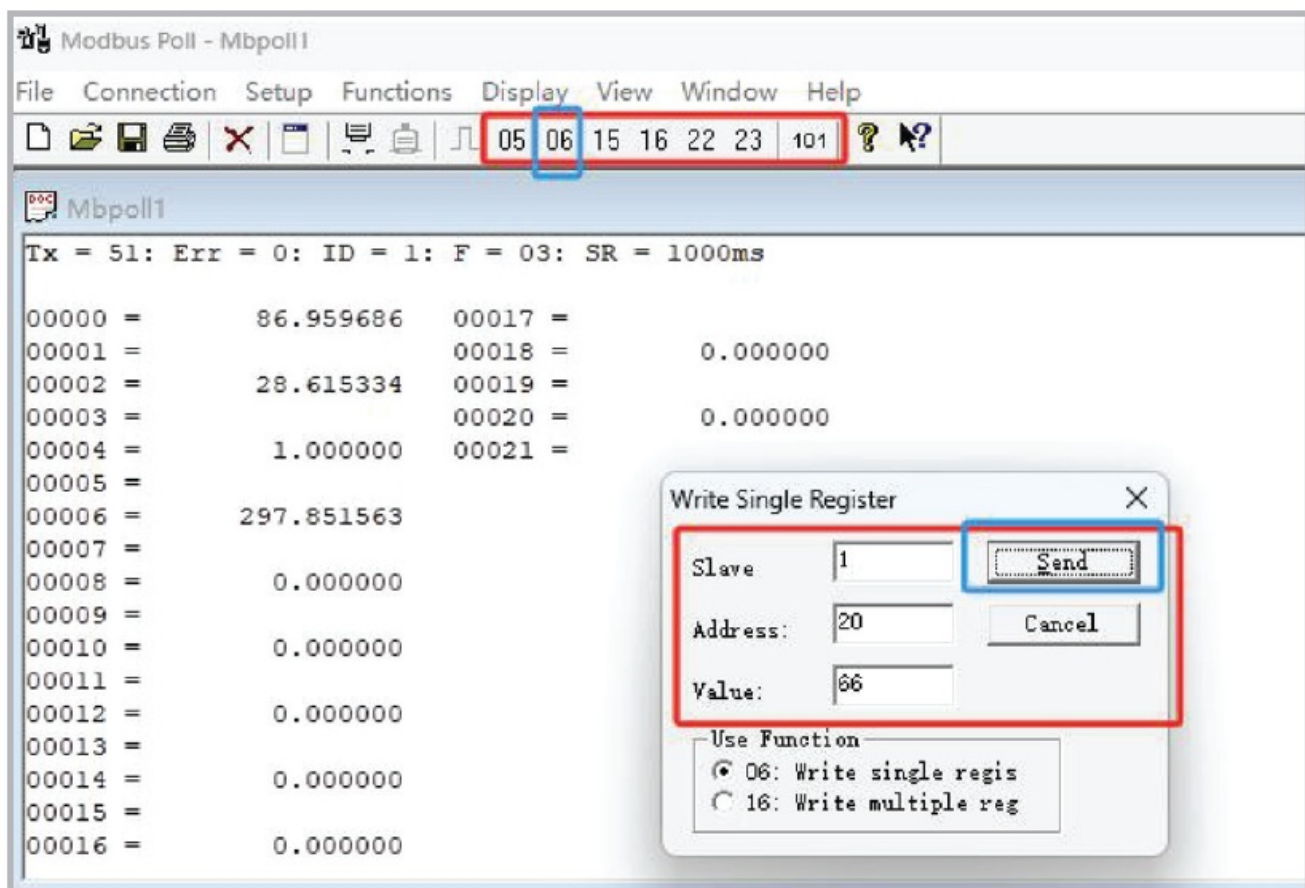 Modbus Poll - Mbpoll1
File Connection Setup Functions Display View Window Help
05 06 15 16 22 23 101
Mbpoll1
Tx = 51: Err = 0: ID = 1: F = 03: SR = 1000ms
00000 = 86.959686 00017 =
00001 = 00018 = 0.000000
00002 = 28.615334 00019 =
00003 = 00020 = 0.000000
00004 = 1.000000 00021 =
00005 =
00006 = 297.851563
00007 =
00008 = 0.000000
00009 =
00010 = 0.000000
00011 =
00012 = 0.000000
00013 =
00014 = 0.000000
00015 =
00016 = 0.000000
Write Single Register
Slave 1 Send
Address: 20 Cancel
Value: 66
Use Function
06: Write single regis
16: Write multiple reg